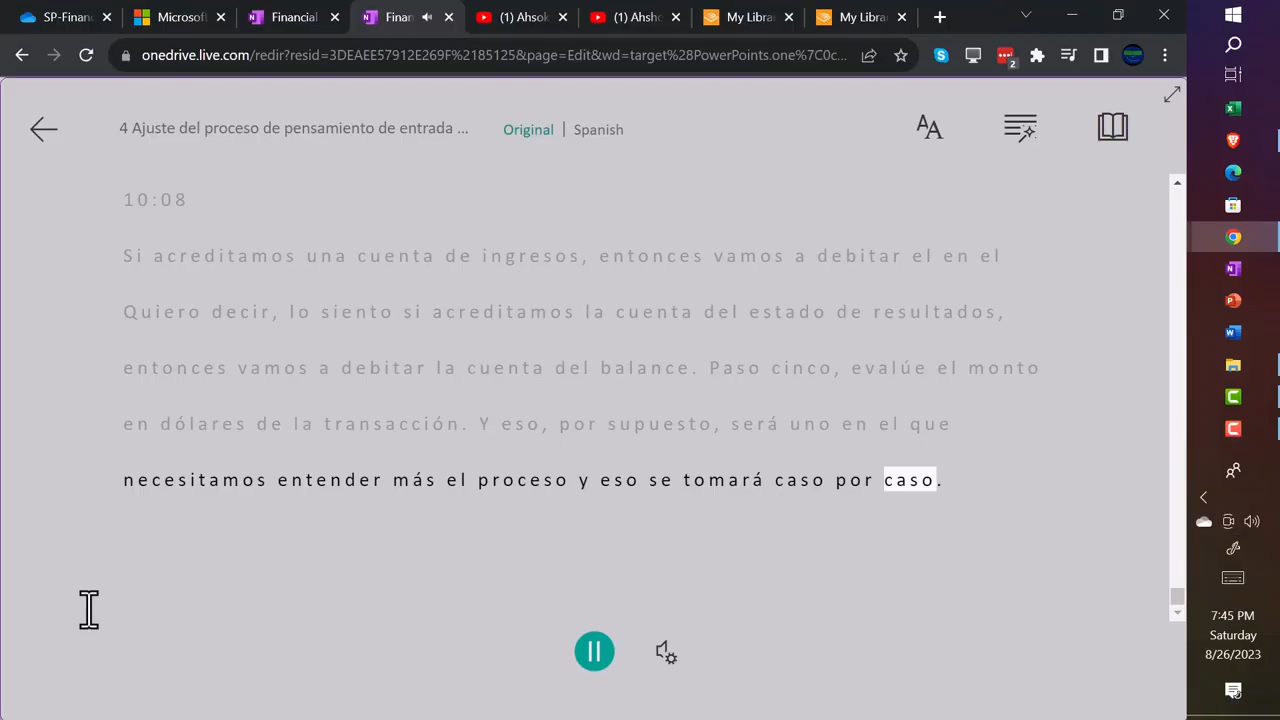 SP-Finance
Microsoft
Financial
Finan
(1) Ahsok
(1) Ahsho
My Libra
My Libra
onedrive.live.com/redir?resid=3DEAEE57912E269F%2185125&page=Edit&wd=target%28PowerPoints.one%7C0c...
2
4 Ajuste del proceso de pensamiento de entrada ...
Original | Spanish
10:08
Si acreditamos una cuenta de ingresos, entonces vamos a debitar el en el
Quiero decir, lo siento si acreditamos la cuenta del estado de resultados,
entonces vamos a debitar la cuenta del balance. Paso cinco, evalúe el monto
en dólares de la transacción. Y eso, por supuesto, será uno en el que
necesitamos entender más el proceso y eso se tomará caso por caso.
7:45 PM
Saturday
8/26/2023